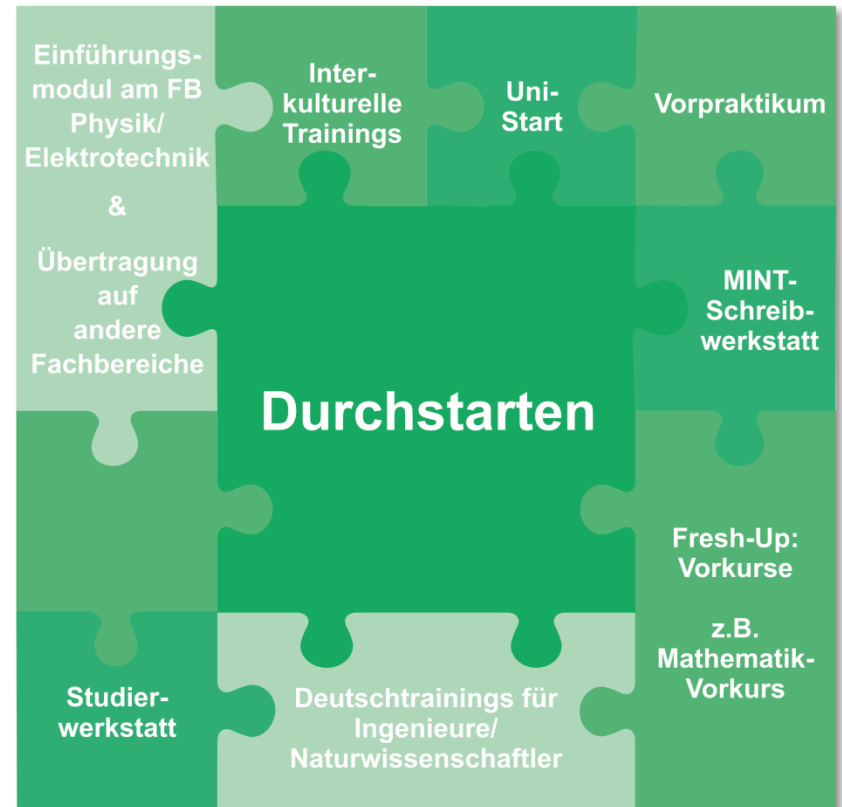 Einführungs-
modul am FB
Physik/
Elektrotechnik
&
Übertragung
auf
andere
Fachbereiche
Inter-
kulturelle
Trainings
Uni-
Start
Vorpraktikum
MINT-
Schreib-
werkstatt
Durchstarten
Fresh-Up:
Vorkurse
z.B.
Mathematik-
Vorkurs
Studier-
werkstatt
Deutschtrainings für
Ingenieure/
Naturwissenschaftler